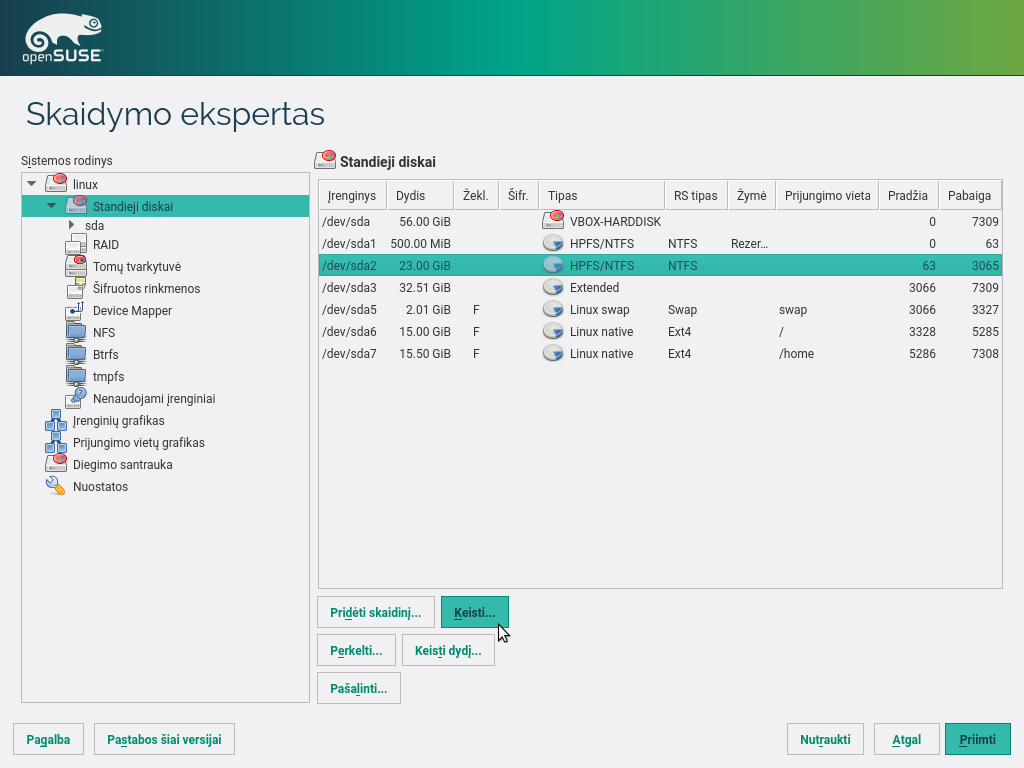 openSUSE
Skaidymo ekspertas
Sistemos rodinys
linux
Standieji diskai
sda
RAID
Tomų tvarkytuvė
Šifruotos rinkmenos
Device Mapper
NFS
Btrfs
tmpfs
Nenaudojami įrenginiai
Įrenginių grafikas
Prijungimo vietų grafikas
Diegimo santrauka
Nuostatos
Standieji diskai
Įrenginys Dydis Žekl. Šifr. Tipas RS tipas Žymė Prijungimo vieta Pradžia Pabaiga
/dev/sda 56.00 GiB VBOX-HARDDISK 0 7309
/dev/sda1 500.00 MiB HPFS/NTFS NTFS Rezer... 0 63
/dev/sda2 23.00 GiB HPFS/NTFS NTFS 63 3065
/dev/sda3 32.51 GiB Extended 3066 7309
/dev/sda5 2.01 GiB F Linux swap Swap swap 3066 3327
/dev/sda6 15.00 GiB F Linux native Ext4 / 3328 5285
/dev/sda7 15.50 GiB F Linux native Ext4 /home 5286 7308
Pridėti skaidinį... Keisti...
Perkelti... Keisti dydį...
Pašalinti...
Pagalba Pastabos šiai versijai Nutraukti Atgal Priimti